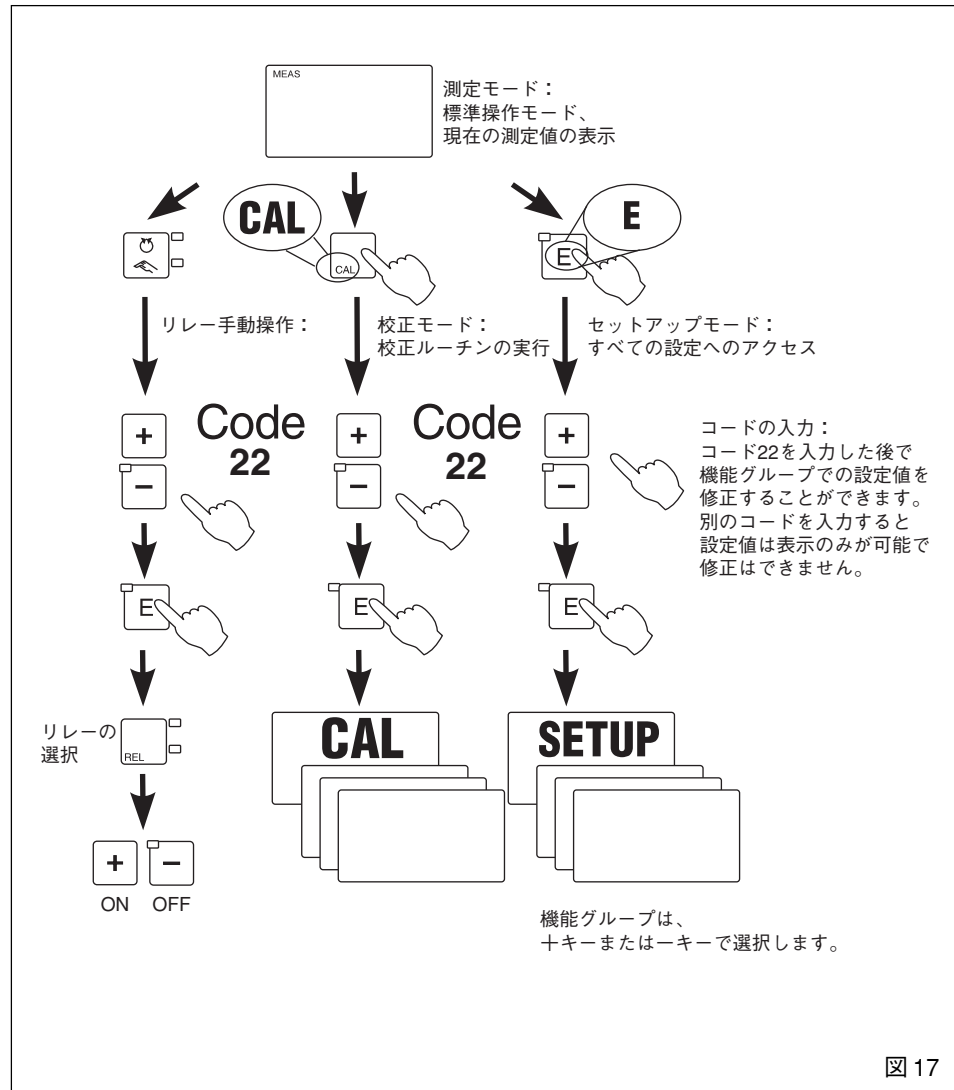 MEAS
測定モード：
標準操作モード、
現在の測定値の表示
CAL
CAL
E
E
リレー手動操作：
校正モード：
校正ルーチンの実行
セットアップモード：
すべての設定へのアクセス
+
Code
22
−
+
Code
22
−
+
−
コードの入力：
コード22を入力した後で
機能グループでの設定値を
修正することができます。
別のコードを入力すると
設定値は表示のみが可能で
修正はできません。
E
E
E
リレーの
選択
REL
CAL
SETUP
+
−
ON OFF
機能グループは、
＋キーまたは−キーで選択します。
図 17